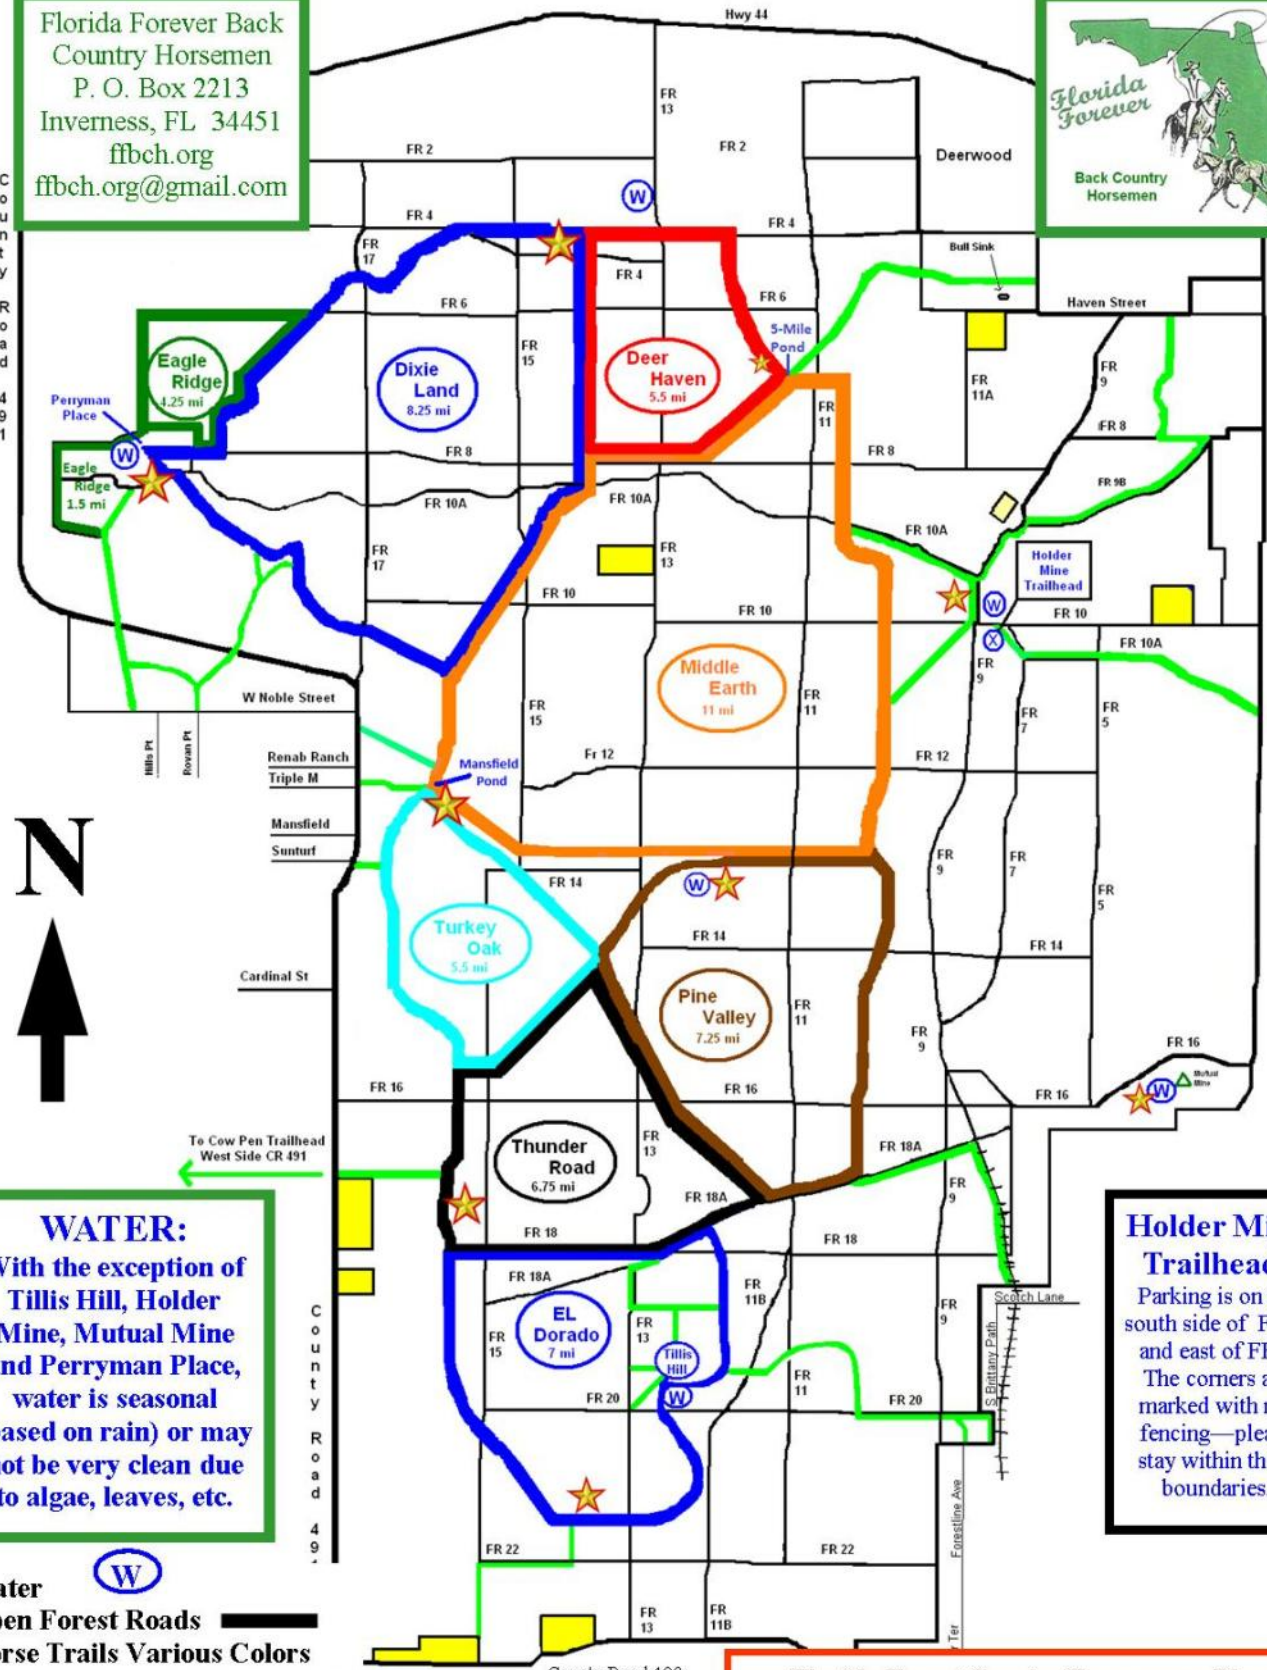 Florida Forever Back
Country Horsemen
P. O. Box 2213
Inverness, FL 34451
ffbch.org
ffbch.org@gmail.com
Hwy 44
Florida
Forever
Back Country
Horsemen
FR
13
FR 2
FR 2
Deerwood
W
County Road 491
FR 4
FR 4
FR
17
Bull Sink
FR 4
FR 6
FR 6
Haven Street
5-Mile
Pond
FR
15
Eagle
Ridge
4.25 mi
Dixie
Land
8.25 mi
Deer
Haven
5.5 mi
FR
11A
FR
9
Perryman
Place
FR
11
FR 8
FR 8
FR 8
W
Eagle
Ridge
1.5 mi
FR 9B
FR 10A
FR 10A
FR 10A
FR
17
FR
13
Holder
Mine
Trailhead
FR 10
FR 10
W
FR 10
X
FR 10A
FR
9
Middle
Earth
11 mi
W Noble Street
FR
15
FR
11
FR
7
FR
5
Hills Pt
Rovan Pt
Renab Ranch
Triple M
Mansfield
Pond
Fr 12
FR 12
Mansfield
Sunturf
N
FR
9
FR
7
FR
5
FR 14
W
Turkey
Oak
5.5 mi
FR 14
FR 14
Cardinal St
Pine
Valley
7.25 mi
FR
11
FR
9
FR 16
FR 16
FR 16
FR 16
W
Mutual
Mine
To Cow Pen Trailhead
West Side CR 491
Thunder
Road
6.75 mi
FR
13
FR 18A
FR 18A
FR
9
FR 18
FR 18
WATER:
With the exception of
Tillis Hill, Holder
Mine, Mutual Mine
and Perryman Place,
water is seasonal
(based on rain) or may
not be very clean due
to algae, leaves, etc.
Trailhead
Parking is on
south side of
and east of
The corners
marked with
fencing—
stay within
boundaries
FR 18A
FR
11B
Scotch Lane
County Road 491
EL
Dorado
7 mi
FR
15
FR
13
FR
9
S Brittany Path
Tillis
Hill
W
FR
11
FR 20
FR 20
Forestline Ave
FR 22
FR 22
W
Open Forest Roads
Horse Trails Various Colors
FR
13
FR
11B
Ter